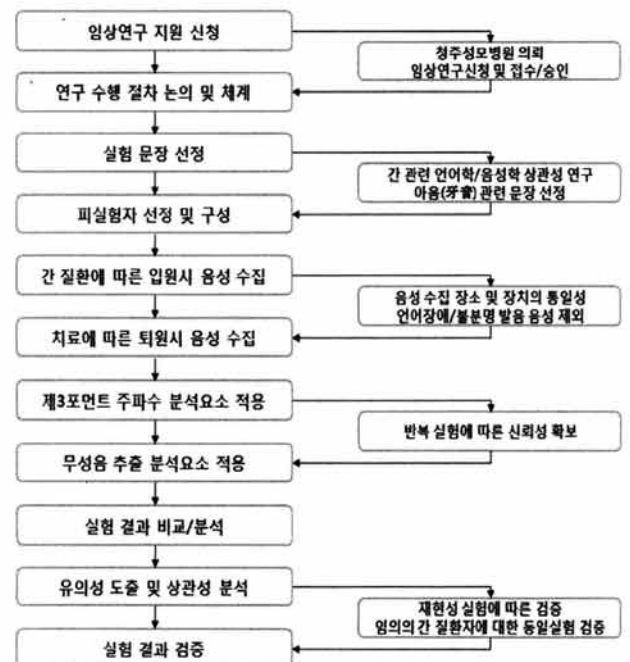 임상연구 지원 신청
청주성모병원 의뢰
임상연구신청 및 접수/승인
연구 수행 절차 논의 및 체계
실험 문장 선정
간 관련 언어학/음성학 상관성 연구
아음(牙音) 관련 문장 선정
피실험자 선정 및 구성
간 질환에 따른 입원시 음성 수집
음성 수집 장소 및 장치의 통일성
언어장애/불분명 발음 음성 제외
치료에 따른 퇴원시 음성 수집
제3포먼트 주파수 분석요소 적용
반복 실험에 따른 신뢰성 확보
무성음 추출 분석요소 적용
실험 결과 비교/분석
유의성 도출 및 상관성 분석
재현성 실험에 따른 검증
임의의 간 질환자에 대한 동일실험 검증
실험 결과 검증